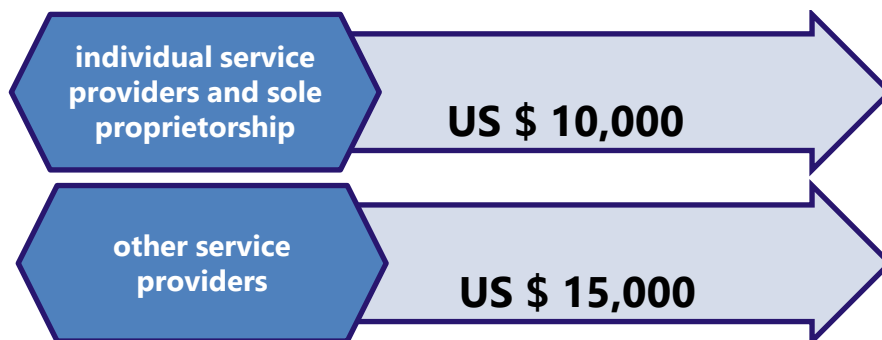 individual service
providers and sole
proprietorship
US $ 10,000
other service
providers
US $ 15,000